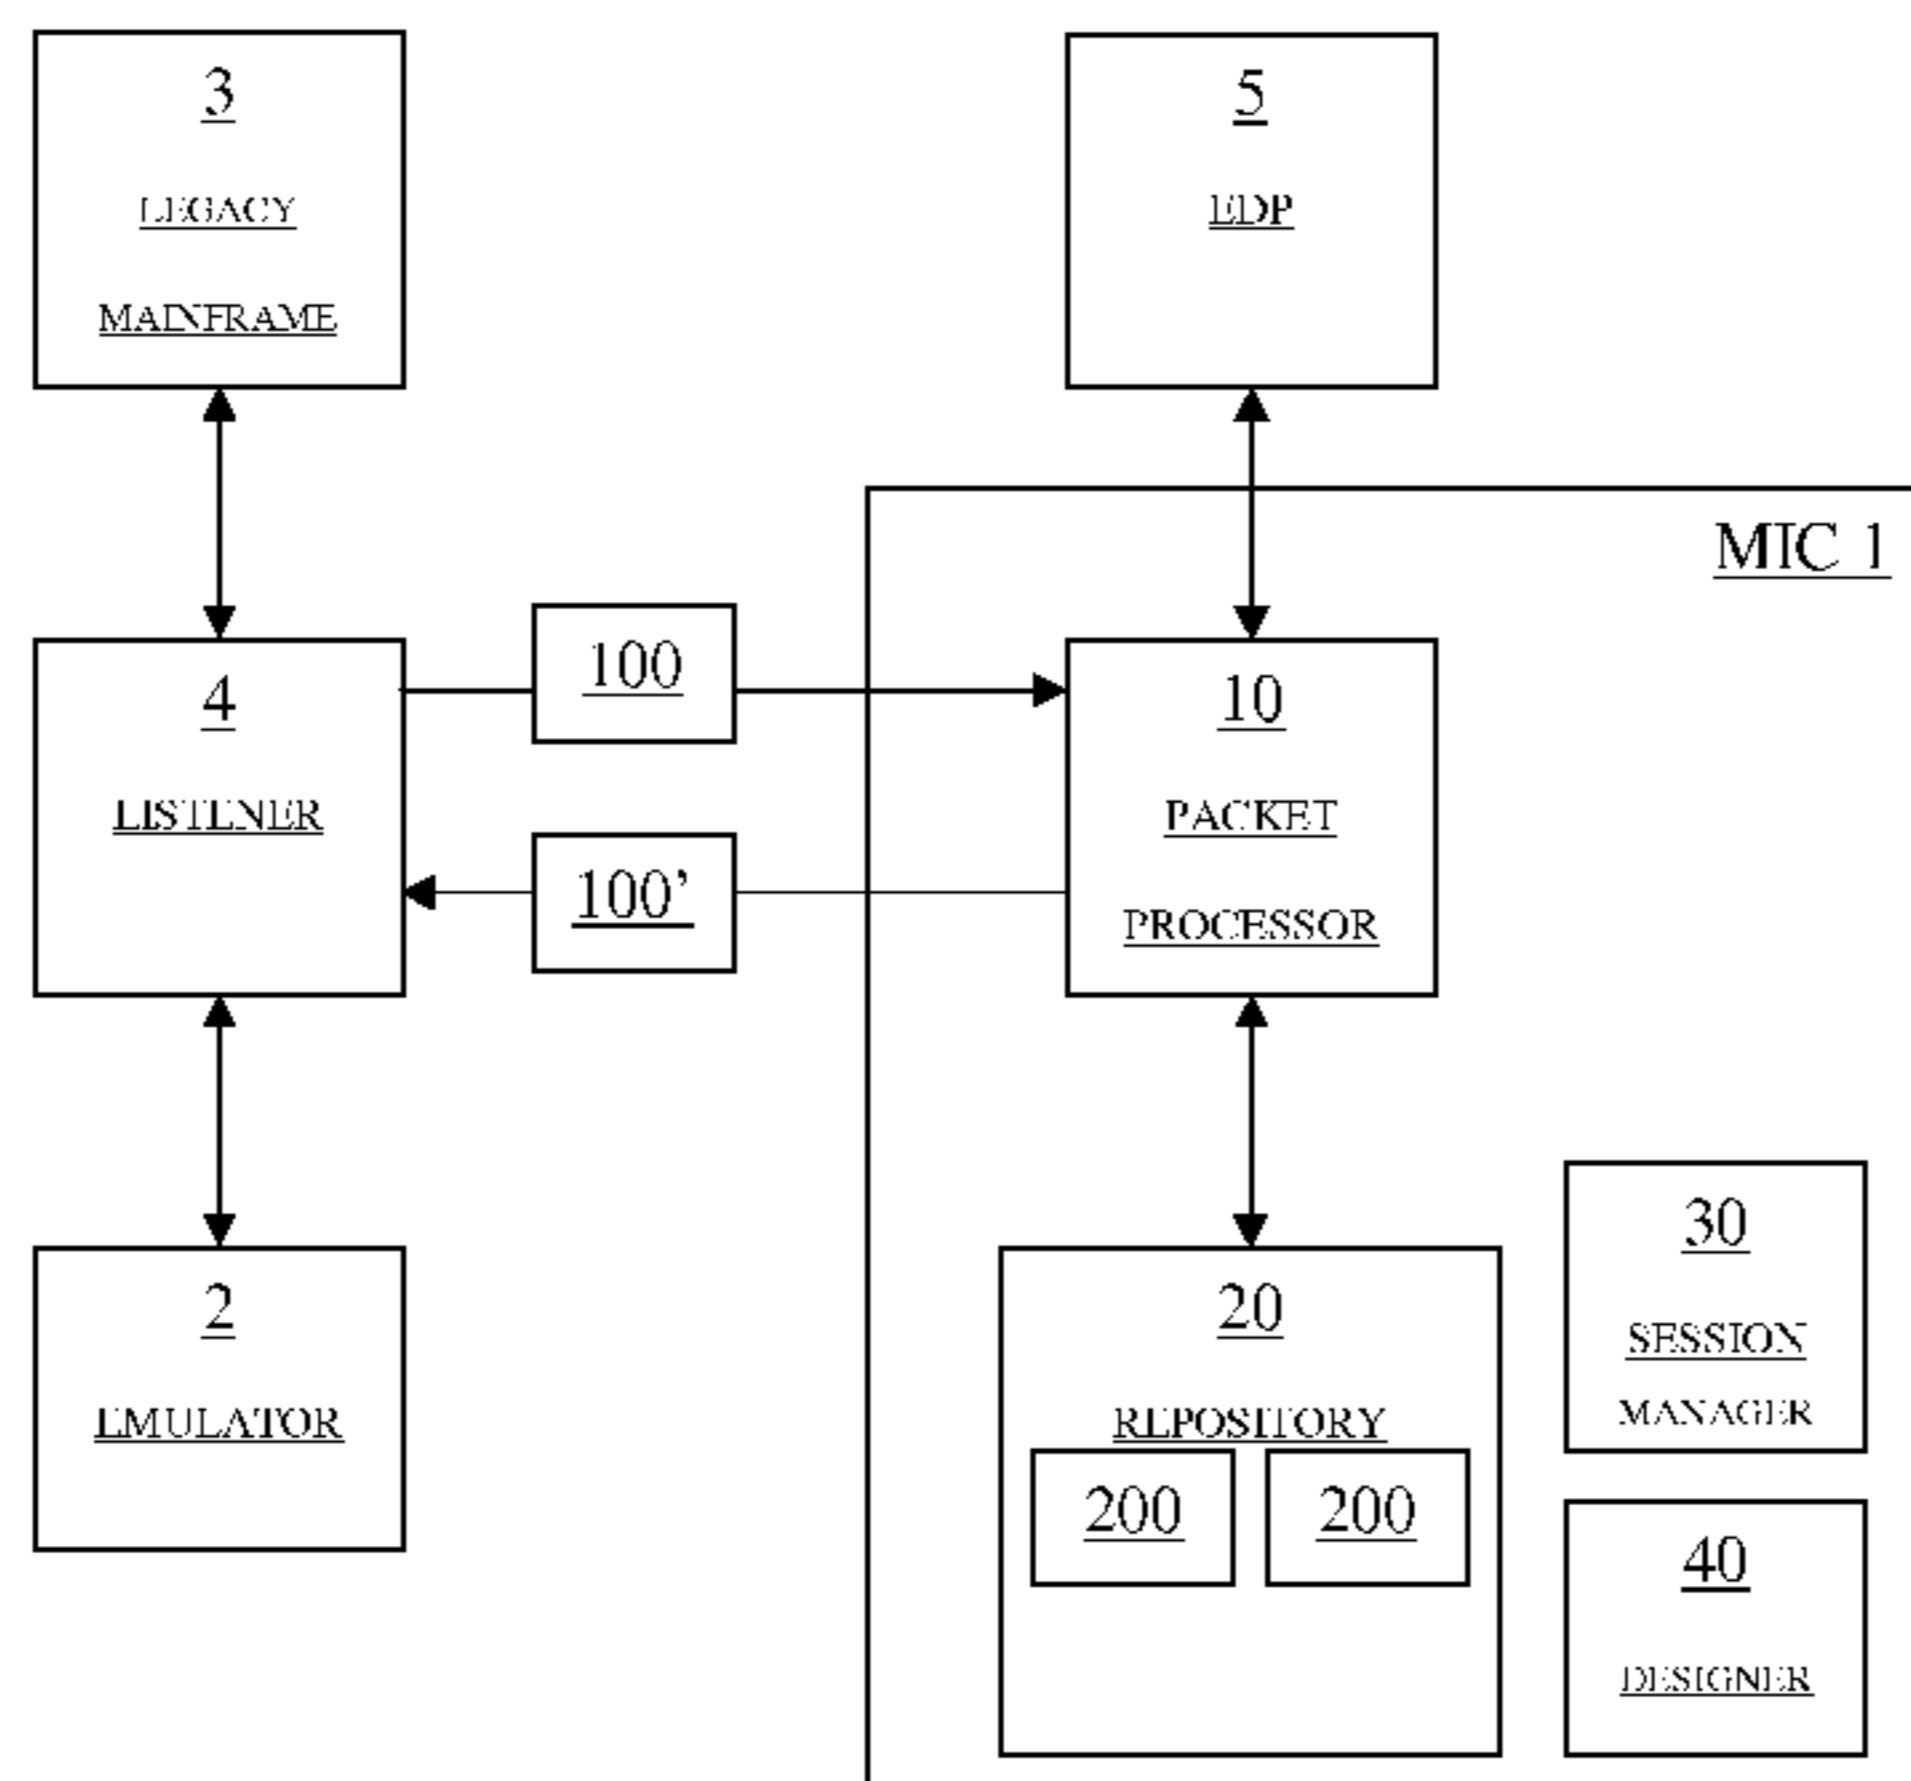 3
LEGACY
MAINFRAME
5
EDP
MIC 1
4
LISTENER
100
100’
10
PACKET
PROCESSOR
2
EMULATOR
20
REPOSITORY
200
200
30
SESSION
MANAGER
40
DESIGNER